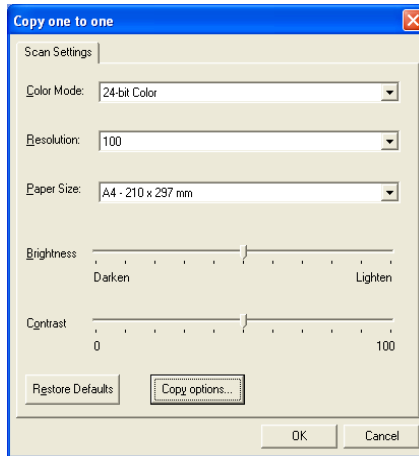 Copy one to one
Scan Settings
Color Mode: 24-bit Color
Resolution: 100
Paper Size: A4 - 210 x 297 mm
Brightness
Darken Lighten
Contrast
0 100
Restore Defaults Copy options...
OK Cancel